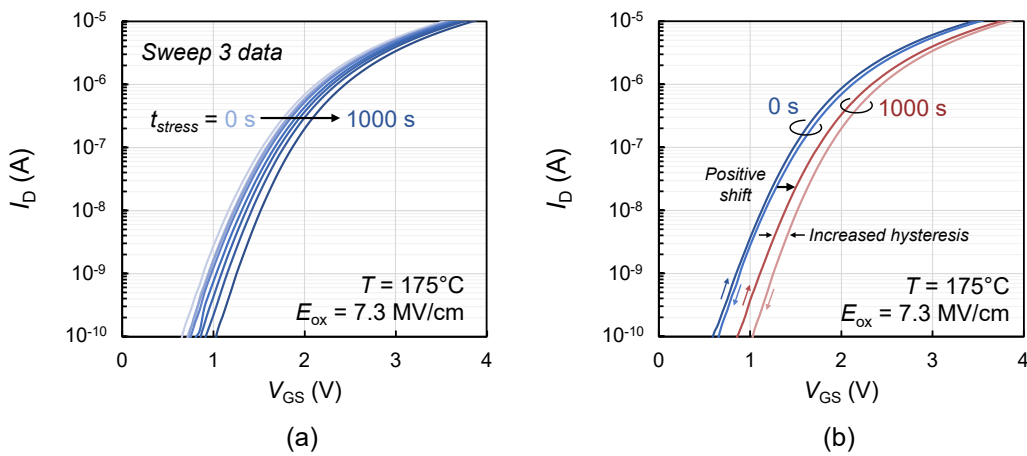 10⁻⁵
10⁻⁶
10⁻⁷
10⁻⁸
10⁻⁹
10⁻¹⁰
I_D (A)
Sweep 3 data
t_stress = 0 s
1000 s
T = 175°C
E_ox = 7.3 MV/cm
0 1 2 3 4
V_GS (V)
(a)
10⁻⁵
10⁻⁶
10⁻⁷
10⁻⁸
10⁻⁹
10⁻¹⁰
I_D (A)
0 s
1000 s
Positive
shift
Increased hysteresis
T = 175°C
E_ox = 7.3 MV/cm
0 1 2 3 4
V_GS (V)
(b)